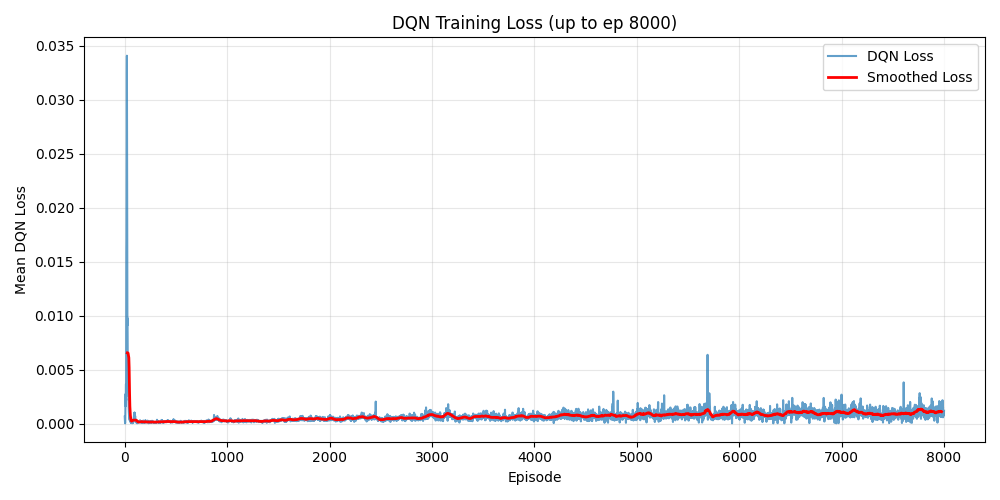 DQN Training Loss (up to ep 8000)
DQN Loss
Smoothed Loss
Mean DQN Loss
0.035
0.030
0.025
0.020
0.015
0.010
0.005
0.000
0 1000 2000 3000 4000 5000 6000 7000 8000
Episode